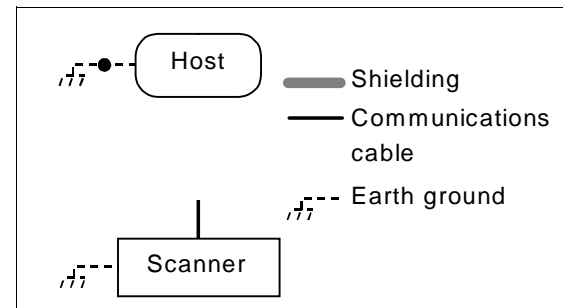 Host
Shielding
Communications
cable
Earth ground
Scanner